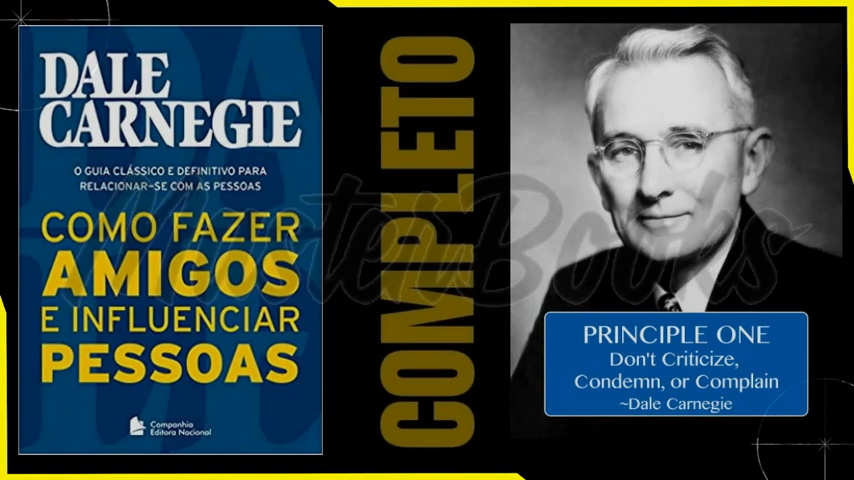 DALE
CARNEGIE
O GUIA CLÁSSICO E DEFINITIVO PARA
RELACIONAR-SE COM AS PESSOAS
COMO FAZER
AMIGOS
E INFLUENCIAR
PESSOAS
Companhia
Editora Nacional
COMPLETO
MasterBooks
PRINCIPLE ONE
Don't Criticize,
Condemn, or Complain
~Dale Carnegie